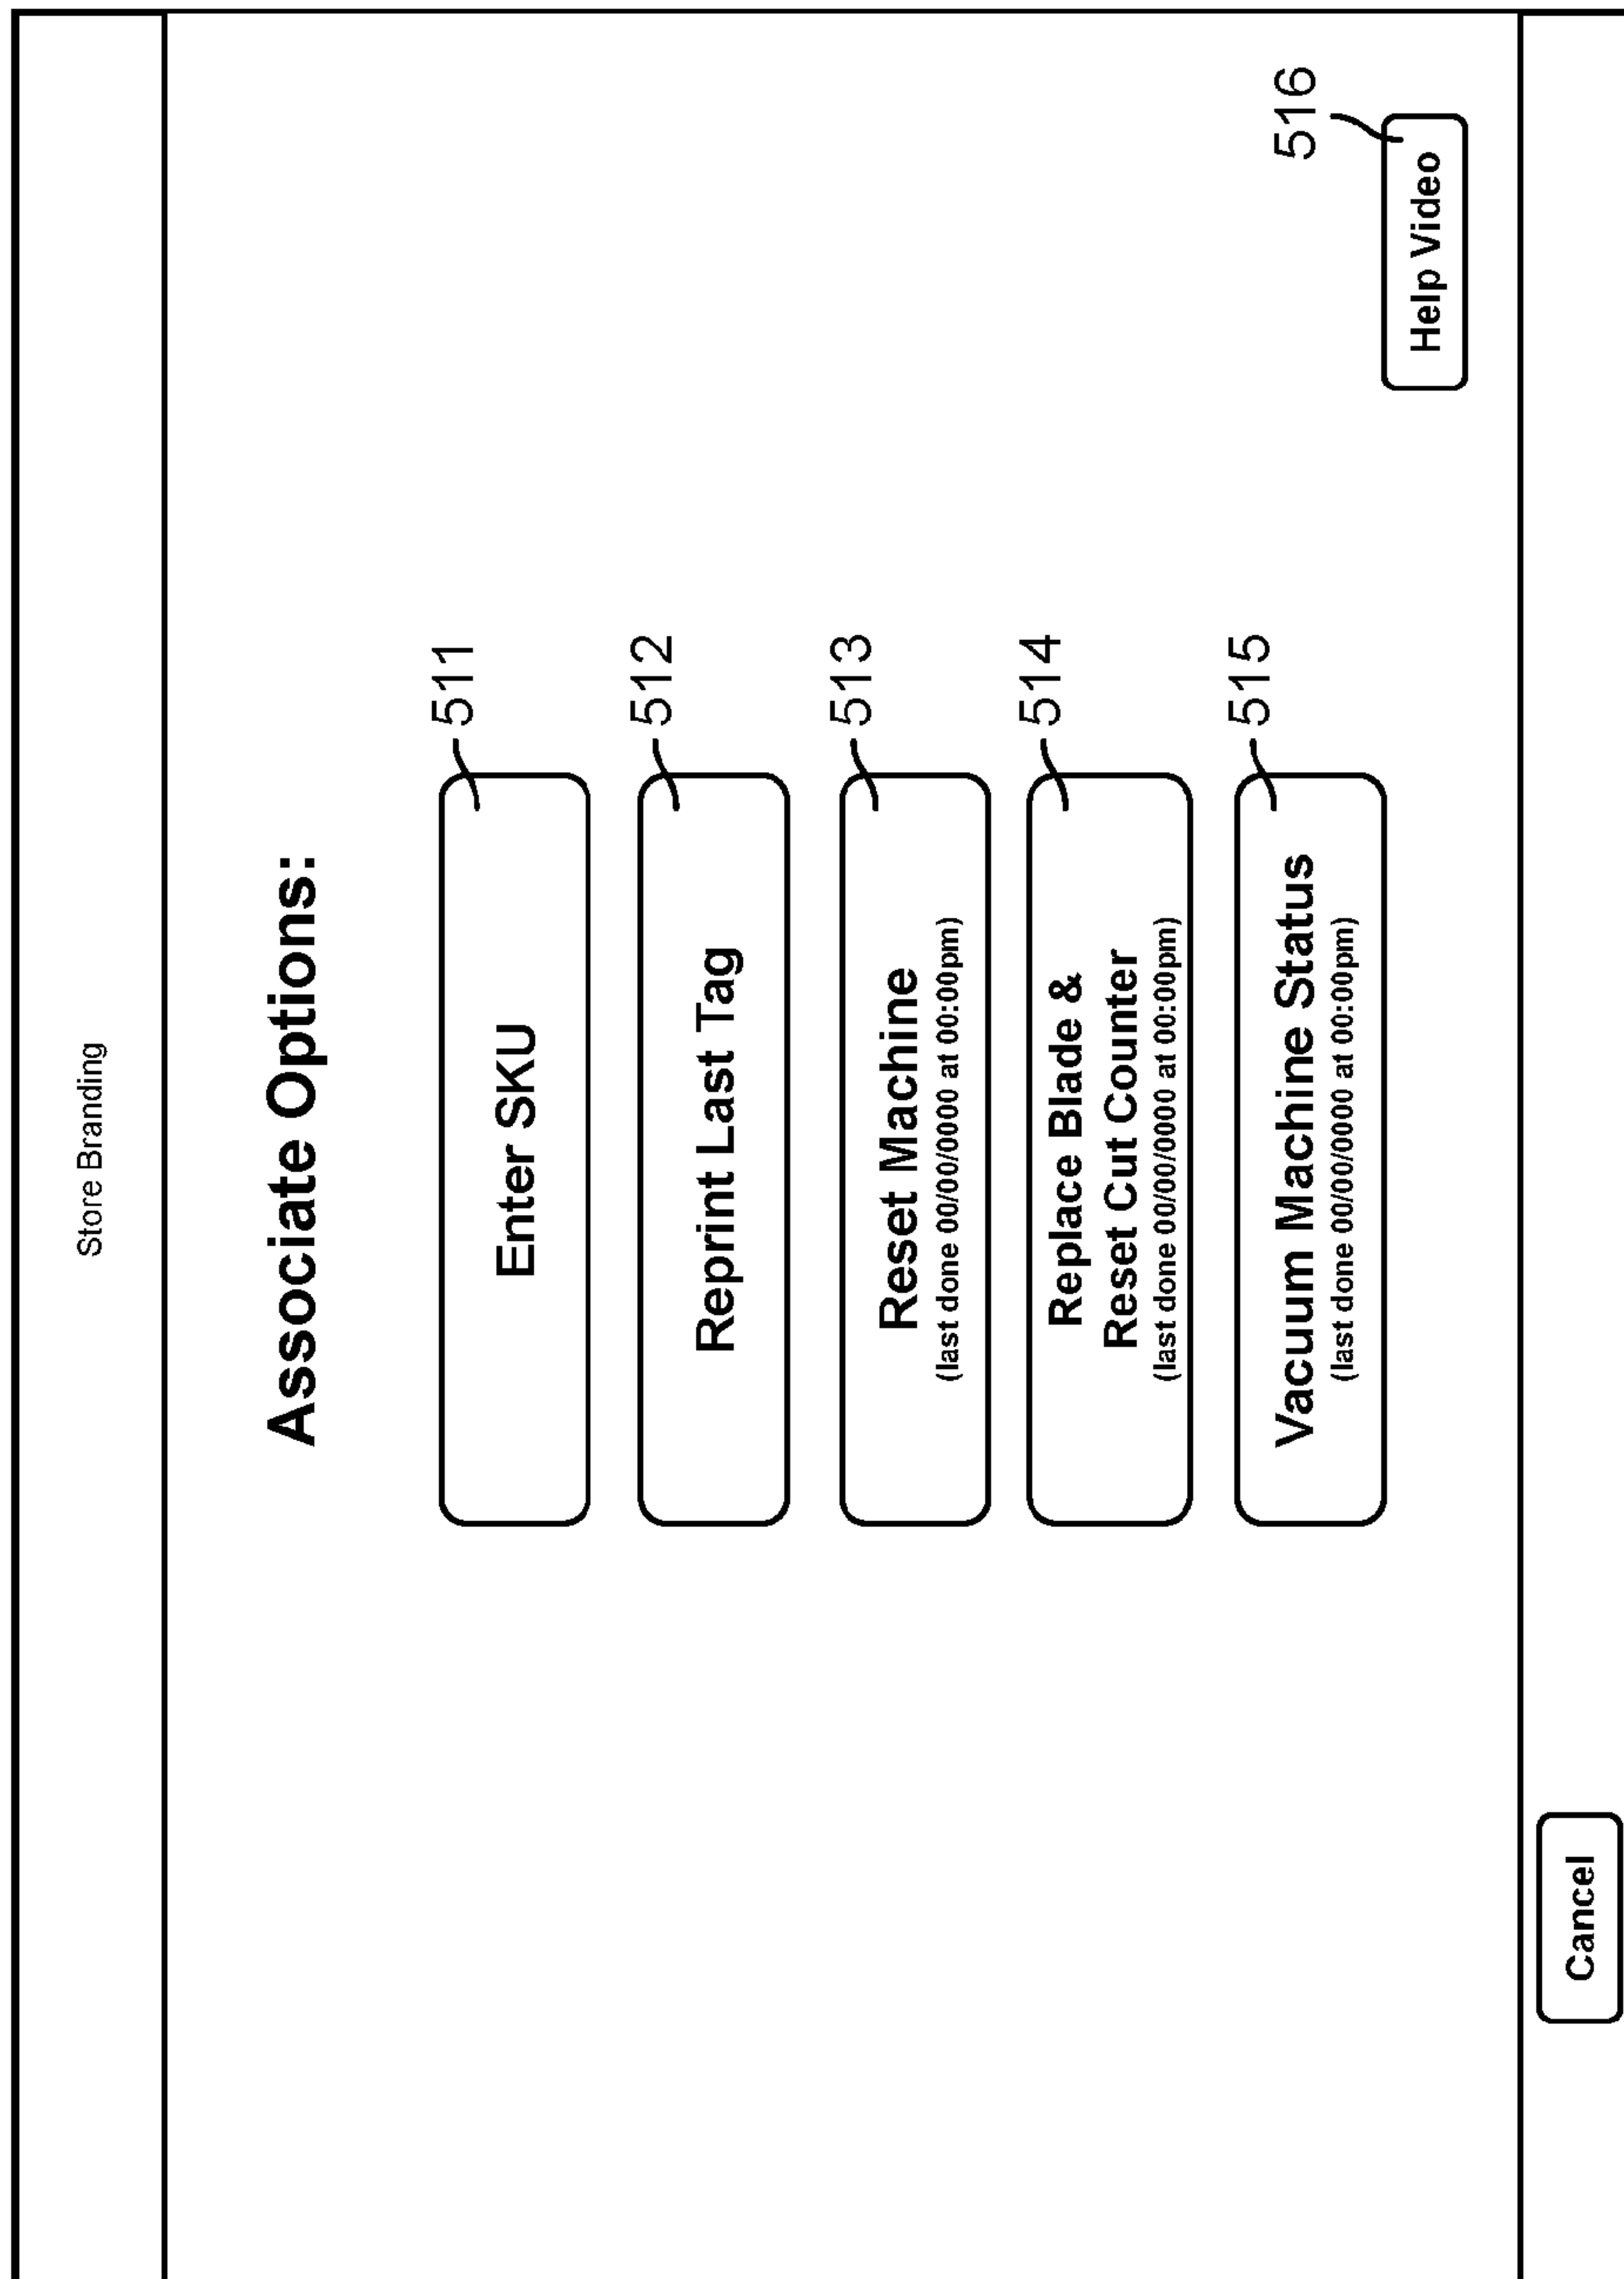 Store Branding
Associate Options:
Enter SKU
511
Reprint Last Tag
512
Reset Machine
(last done 00/00/0000 at 00:00pm)
513
Replace Blade &
Reset Cut Counter
(last done 00/00/0000 at 00:00pm)
514
Vacuum Machine Status
(last done 00/00/0000 at 00:00pm)
515
516
Help Video
Cancel